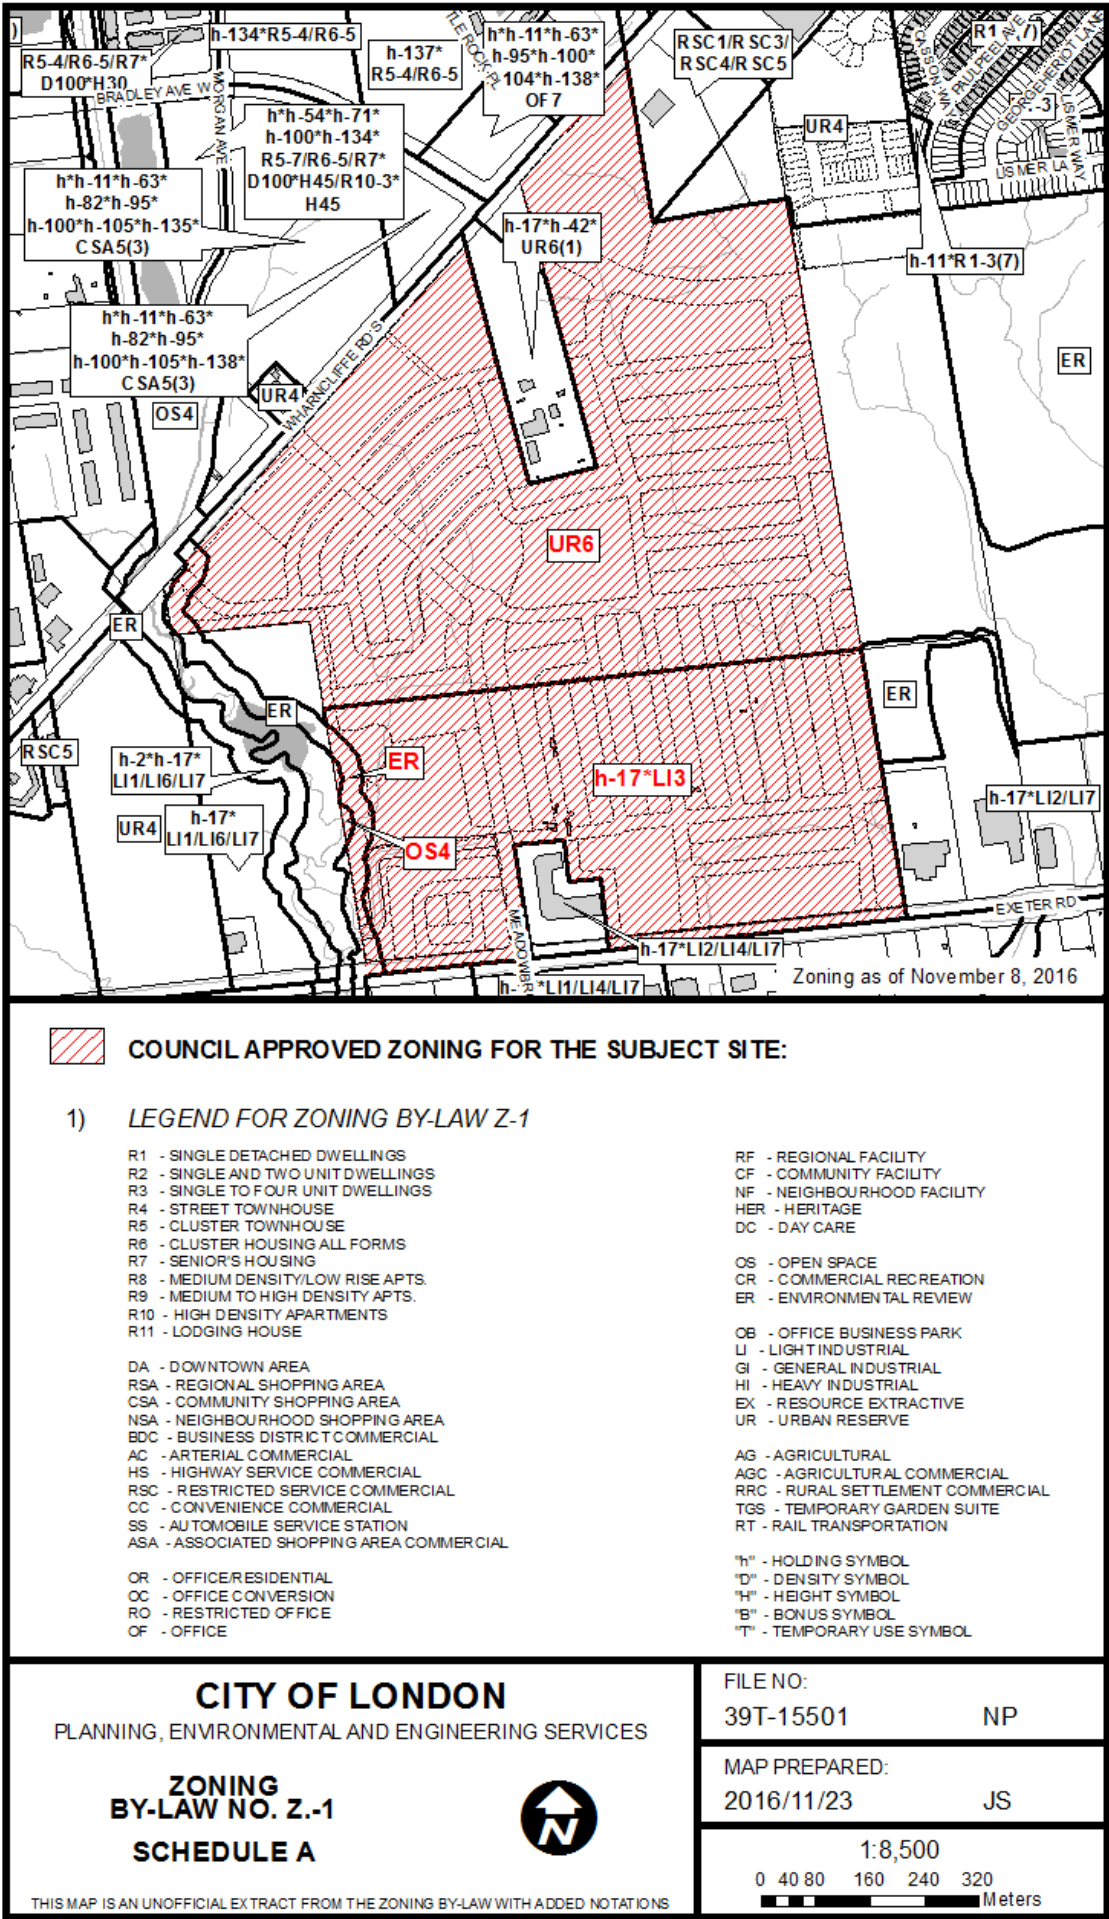 h-134*R5-4/R6-5
R5-4/R6-5/R7*
D100*H30
BRADLEY AVE W
MORGAN AVE
h-137*
R5-4/R6-5
TLE ROCK PL
h*h-11*h-63*
h-95*h-100*
104*h-138*
OF7
RSC1/RSC3/
RSC4/RSC5
CASSON WAY
PAULPEEL AVE
GEORGEHERIOT LANE
ISMER WAY
LISMER LA
UR4
h*h-54*h-71*
h-100*h-134*
R5-7/R6-5/R7*
D100*H45/R10-3*
H45
h*h-11*h-63*
h-82*h-95*
h-100*h-105*h-135*
CSA5(3)
h-17*h-42*
UR6(1)
h-11*R1-3(7)
h*h-11*h-63*
h-82*h-95*
h-100*h-105*h-138*
CSA5(3)
WHARNCLIFFE RD S
UR4
OS4
ER
UR6
ER
ER
ER
RSC5
h-2*h-17*
LI1/LI6/LI7
ER
h-17*LI3
h-17*LI2/LI7
UR4
h-17*
LI1/LI6/LI7
OS4
EXETER RD
MEADOWBR
h-17*LI2/LI4/LI7
*LI1/LI4/LI7
Zoning as of November 8, 2016
COUNCIL APPROVED ZONING FOR THE SUBJECT SITE:
1) LEGEND FOR ZONING BY-LAW Z-1
R1 - SINGLE DETACHED DWELLINGS
R2 - SINGLE AND TWO UNIT DWELLINGS
R3 - SINGLE TO FOUR UNIT DWELLINGS
R4 - STREET TOWNHOUSE
R5 - CLUSTER TOWNHOUSE
R6 - CLUSTER HOUSING ALL FORMS
R7 - SENIOR'S HOUSING
R8 - MEDIUM DENSITY/LOW RISE APTS.
R9 - MEDIUM TO HIGH DENSITY APTS.
R10 - HIGH DENSITY APARTMENTS
R11 - LODGING HOUSE
DA - DOWNTOWN AREA
RSA - REGIONAL SHOPPING AREA
CSA - COMMUNITY SHOPPING AREA
NSA - NEIGHBOURHOOD SHOPPING AREA
BDC - BUSINESS DISTRICT COMMERCIAL
AC - ARTERIAL COMMERCIAL
HS - HIGHWAY SERVICE COMMERCIAL
RSC - RESTRICTED SERVICE COMMERCIAL
CC - CONVENIENCE COMMERCIAL
SS - AUTOMOBILE SERVICE STATION
ASA - ASSOCIATED SHOPPING AREA COMMERCIAL
OR - OFFICE/RESIDENTIAL
OC - OFFICE CONVERSION
RO - RESTRICTED OFFICE
OF - OFFICE
RF - REGIONAL FACILITY
CF - COMMUNITY FACILITY
NF - NEIGHBOURHOOD FACILITY
HER - HERITAGE
DC - DAY CARE
OS - OPEN SPACE
CR - COMMERCIAL RECREATION
ER - ENVIRONMENTAL REVIEW
OB - OFFICE BUSINESS PARK
LI - LIGHT INDUSTRIAL
GI - GENERAL INDUSTRIAL
HI - HEAVY INDUSTRIAL
EX - RESOURCE EXTRACTIVE
UR - URBAN RESERVE
AG - AGRICULTURAL
AGC - AGRICULTURAL COMMERCIAL
RRC - RURAL SETTLEMENT COMMERCIAL
TGS - TEMPORARY GARDEN SUITE
RT - RAIL TRANSPORTATION
"h" - HOLDING SYMBOL
"D" - DENSITY SYMBOL
"H" - HEIGHT SYMBOL
"B" - BONUS SYMBOL
"T" - TEMPORARY USE SYMBOL
CITY OF LONDON
PLANNING, ENVIRONMENTAL AND ENGINEERING SERVICES
ZONING
BY-LAW NO. Z.-1
SCHEDULE A
N
THIS MAP IS AN UNOFFICIAL EXTRACT FROM THE ZONING BY-LAW WITH ADDED NOTATIONS
FILE NO:
39T-15501 NP
MAP PREPARED:
2016/11/23 JS
1:8,500
0 40 80 160 240 320
Meters